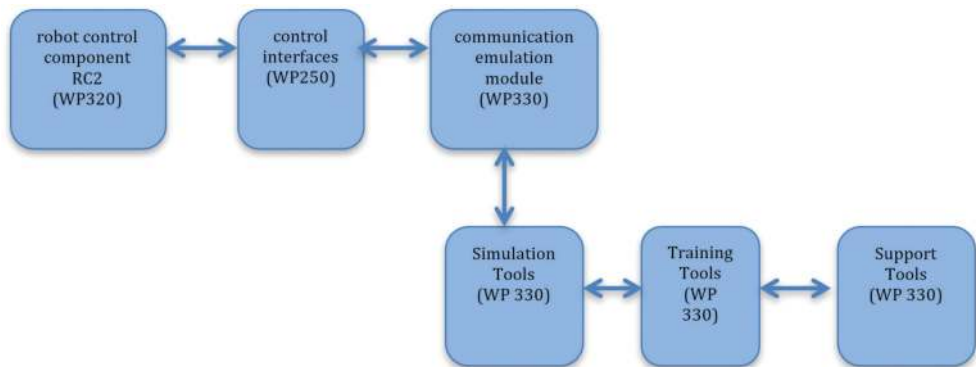 robot control
component
RC2
(WP320)
control
interfaces
(WP250)
communication
emulation
module
(WP330)
Simulation
Tools
(WP 330)
Training
Tools
(WP
330)
Support
Tools
(WP 330)